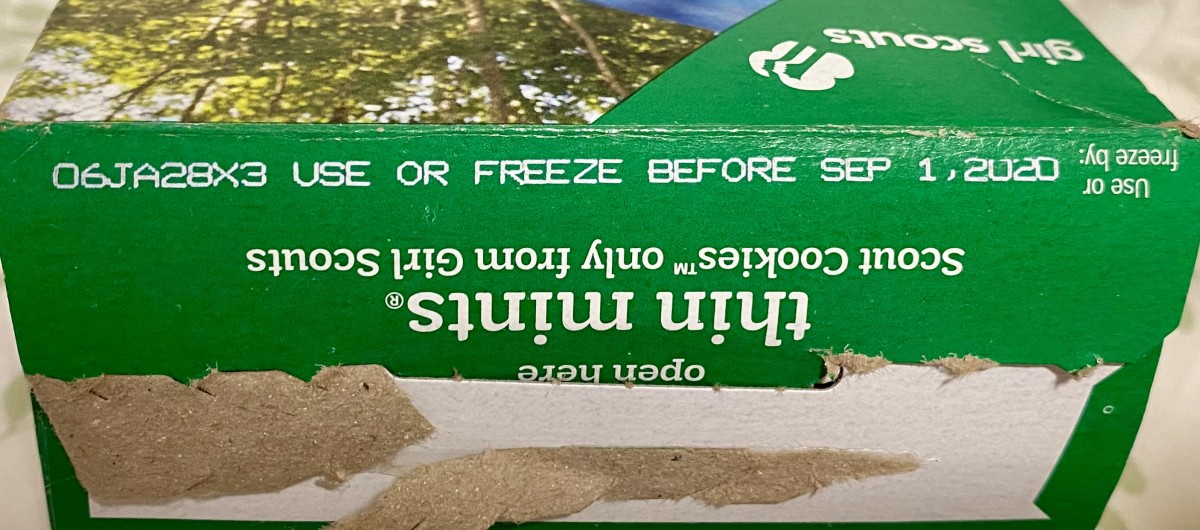 girl scouts
06JA28X3 USE OR FREEZE BEFORE SEP 1,2020
Use or
freeze by:
Scout Cookies™ only from Girl Scouts
thin mints®
open here